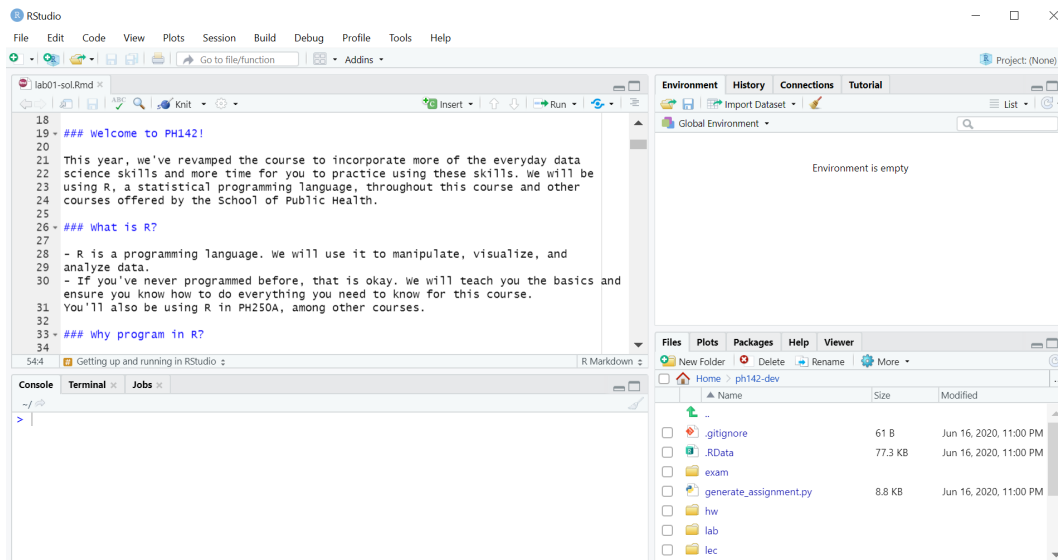 RStudio
File Edit Code View Plots Session Build Debug Profile Tools Help
Go to file/function Addins Project: (None)
lab01-sol.Rmd
ABC Knit Insert Run
18
19 ### Welcome to PH142!
20
21 This year, we've revamped the course to incorporate more of the everyday data
22 science skills and more time for you to practice using these skills. We will be
23 using R, a statistical programming language, throughout this course and other
24 courses offered by the School of Public Health.
25
26 ### What is R?
27
28 - R is a programming language. We will use it to manipulate, visualize, and
29 analyze data.
30 - If you've never programmed before, that is okay. We will teach you the basics and
ensure you know how to do everything you need to know for this course.
31 You'll also be using R in PH250A, among other courses.
32
33 ### Why program in R?
34
54:4 Getting up and running in RStudio R Markdown
Console Terminal Jobs
~/
>
Environment History Connections Tutorial
Import Dataset List
Global Environment
Environment is empty
Files Plots Packages Help Viewer
New Folder Delete Rename More
Home > ph142-dev
Name Size Modified
..
.gitignore 61 B Jun 16, 2020, 11:00 PM
.RData 77.3 KB Jun 16, 2020, 11:00 PM
exam
generate_assignment.py 8.8 KB Jun 16, 2020, 11:00 PM
hw
lab
lec